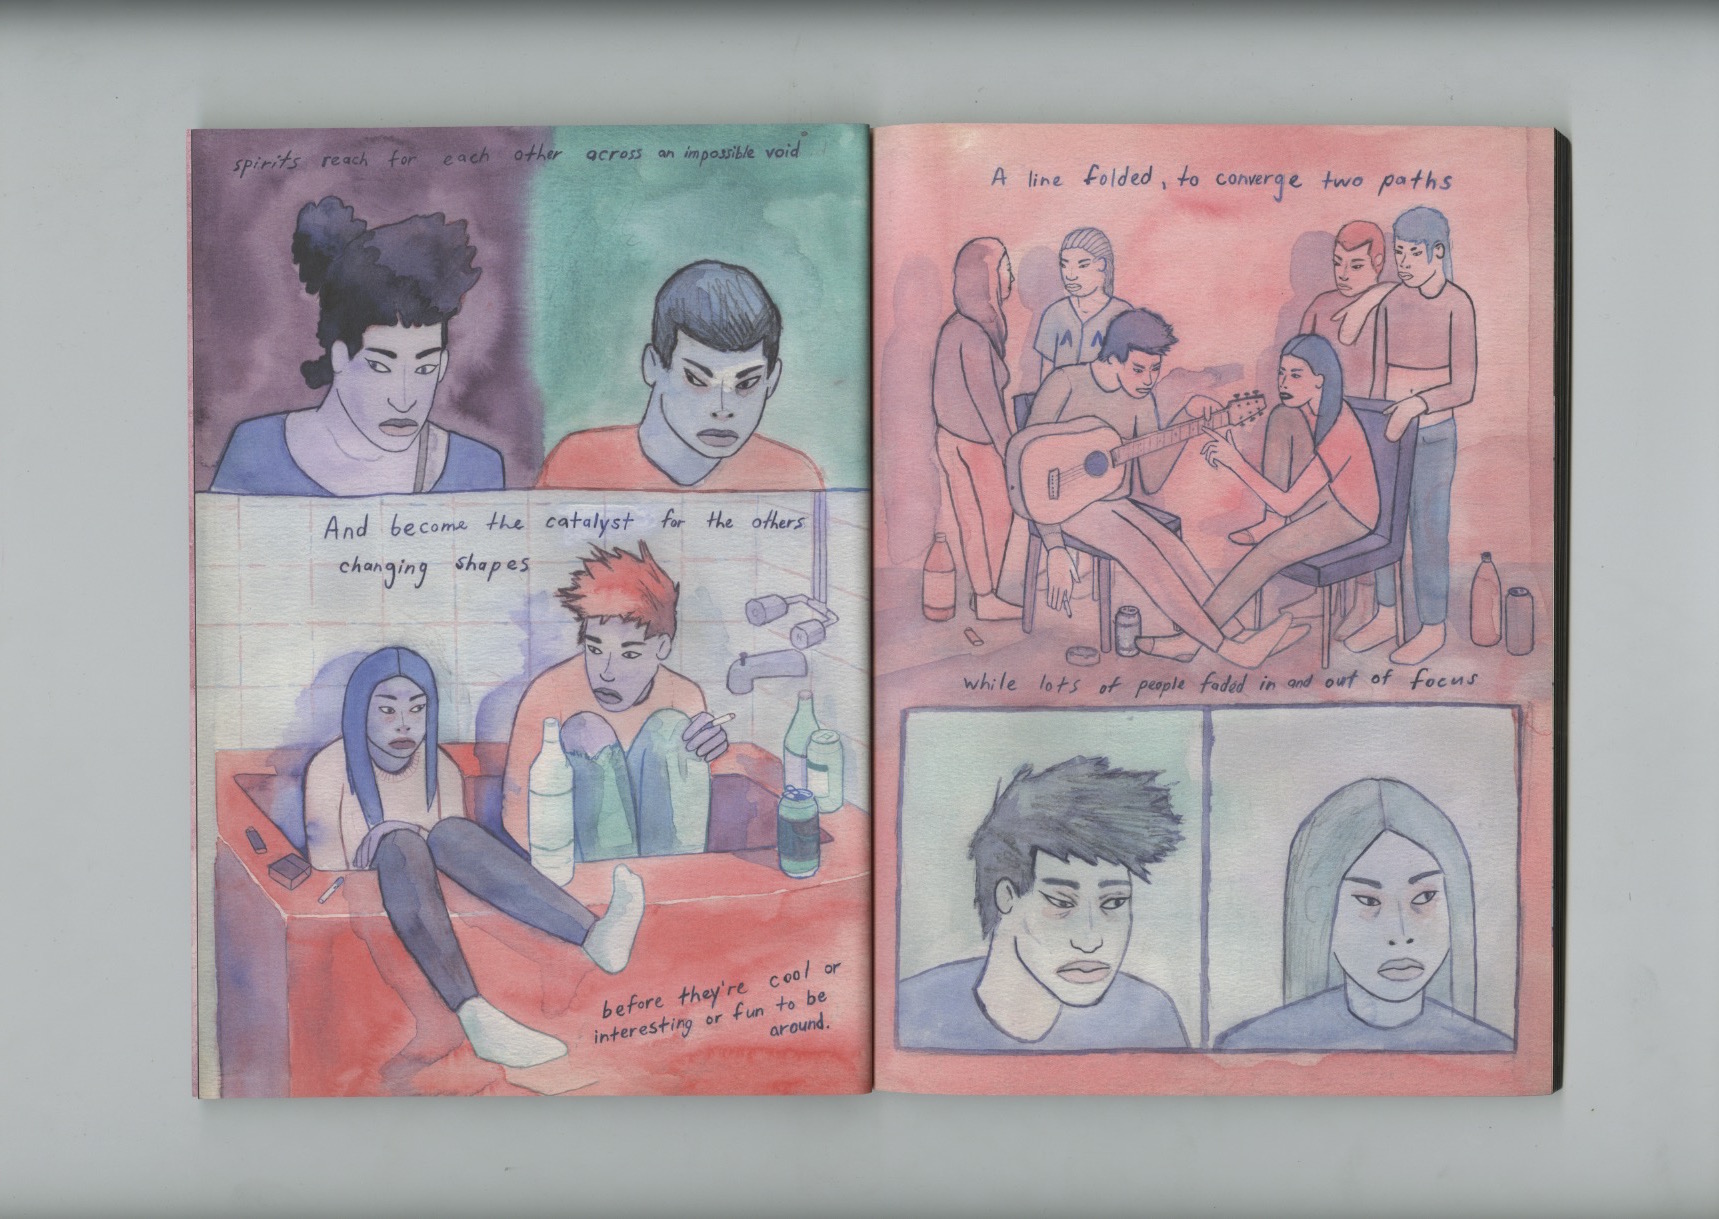 spirits reach for each other across an impossible void
And become the catalyst for the others
changing shapes
before they're cool or
interesting or fun to be
around.
A line folded, to converge two paths
while lots of people faded in and out of focus